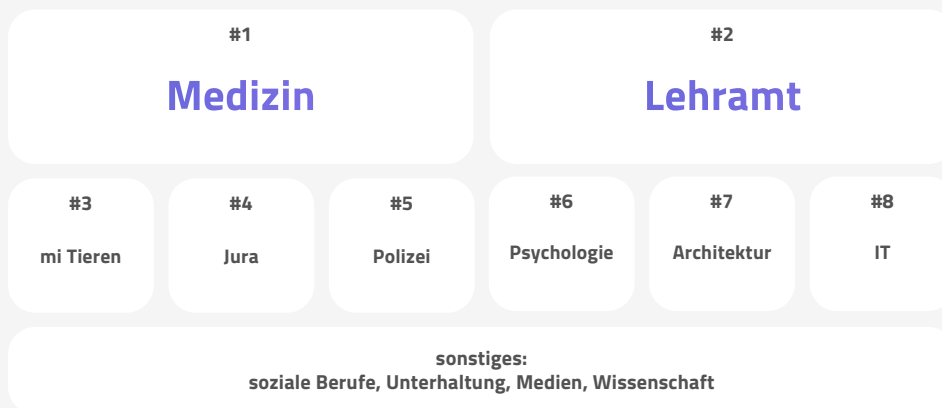 #1
Medizin
#2
Lehramt
#3
mi Tieren
#4
Jura
#5
Polizei
#6
Psychologie
#7
Architektur
#8
IT
sonstiges:
soziale Berufe, Unterhaltung, Medien, Wissenschaft